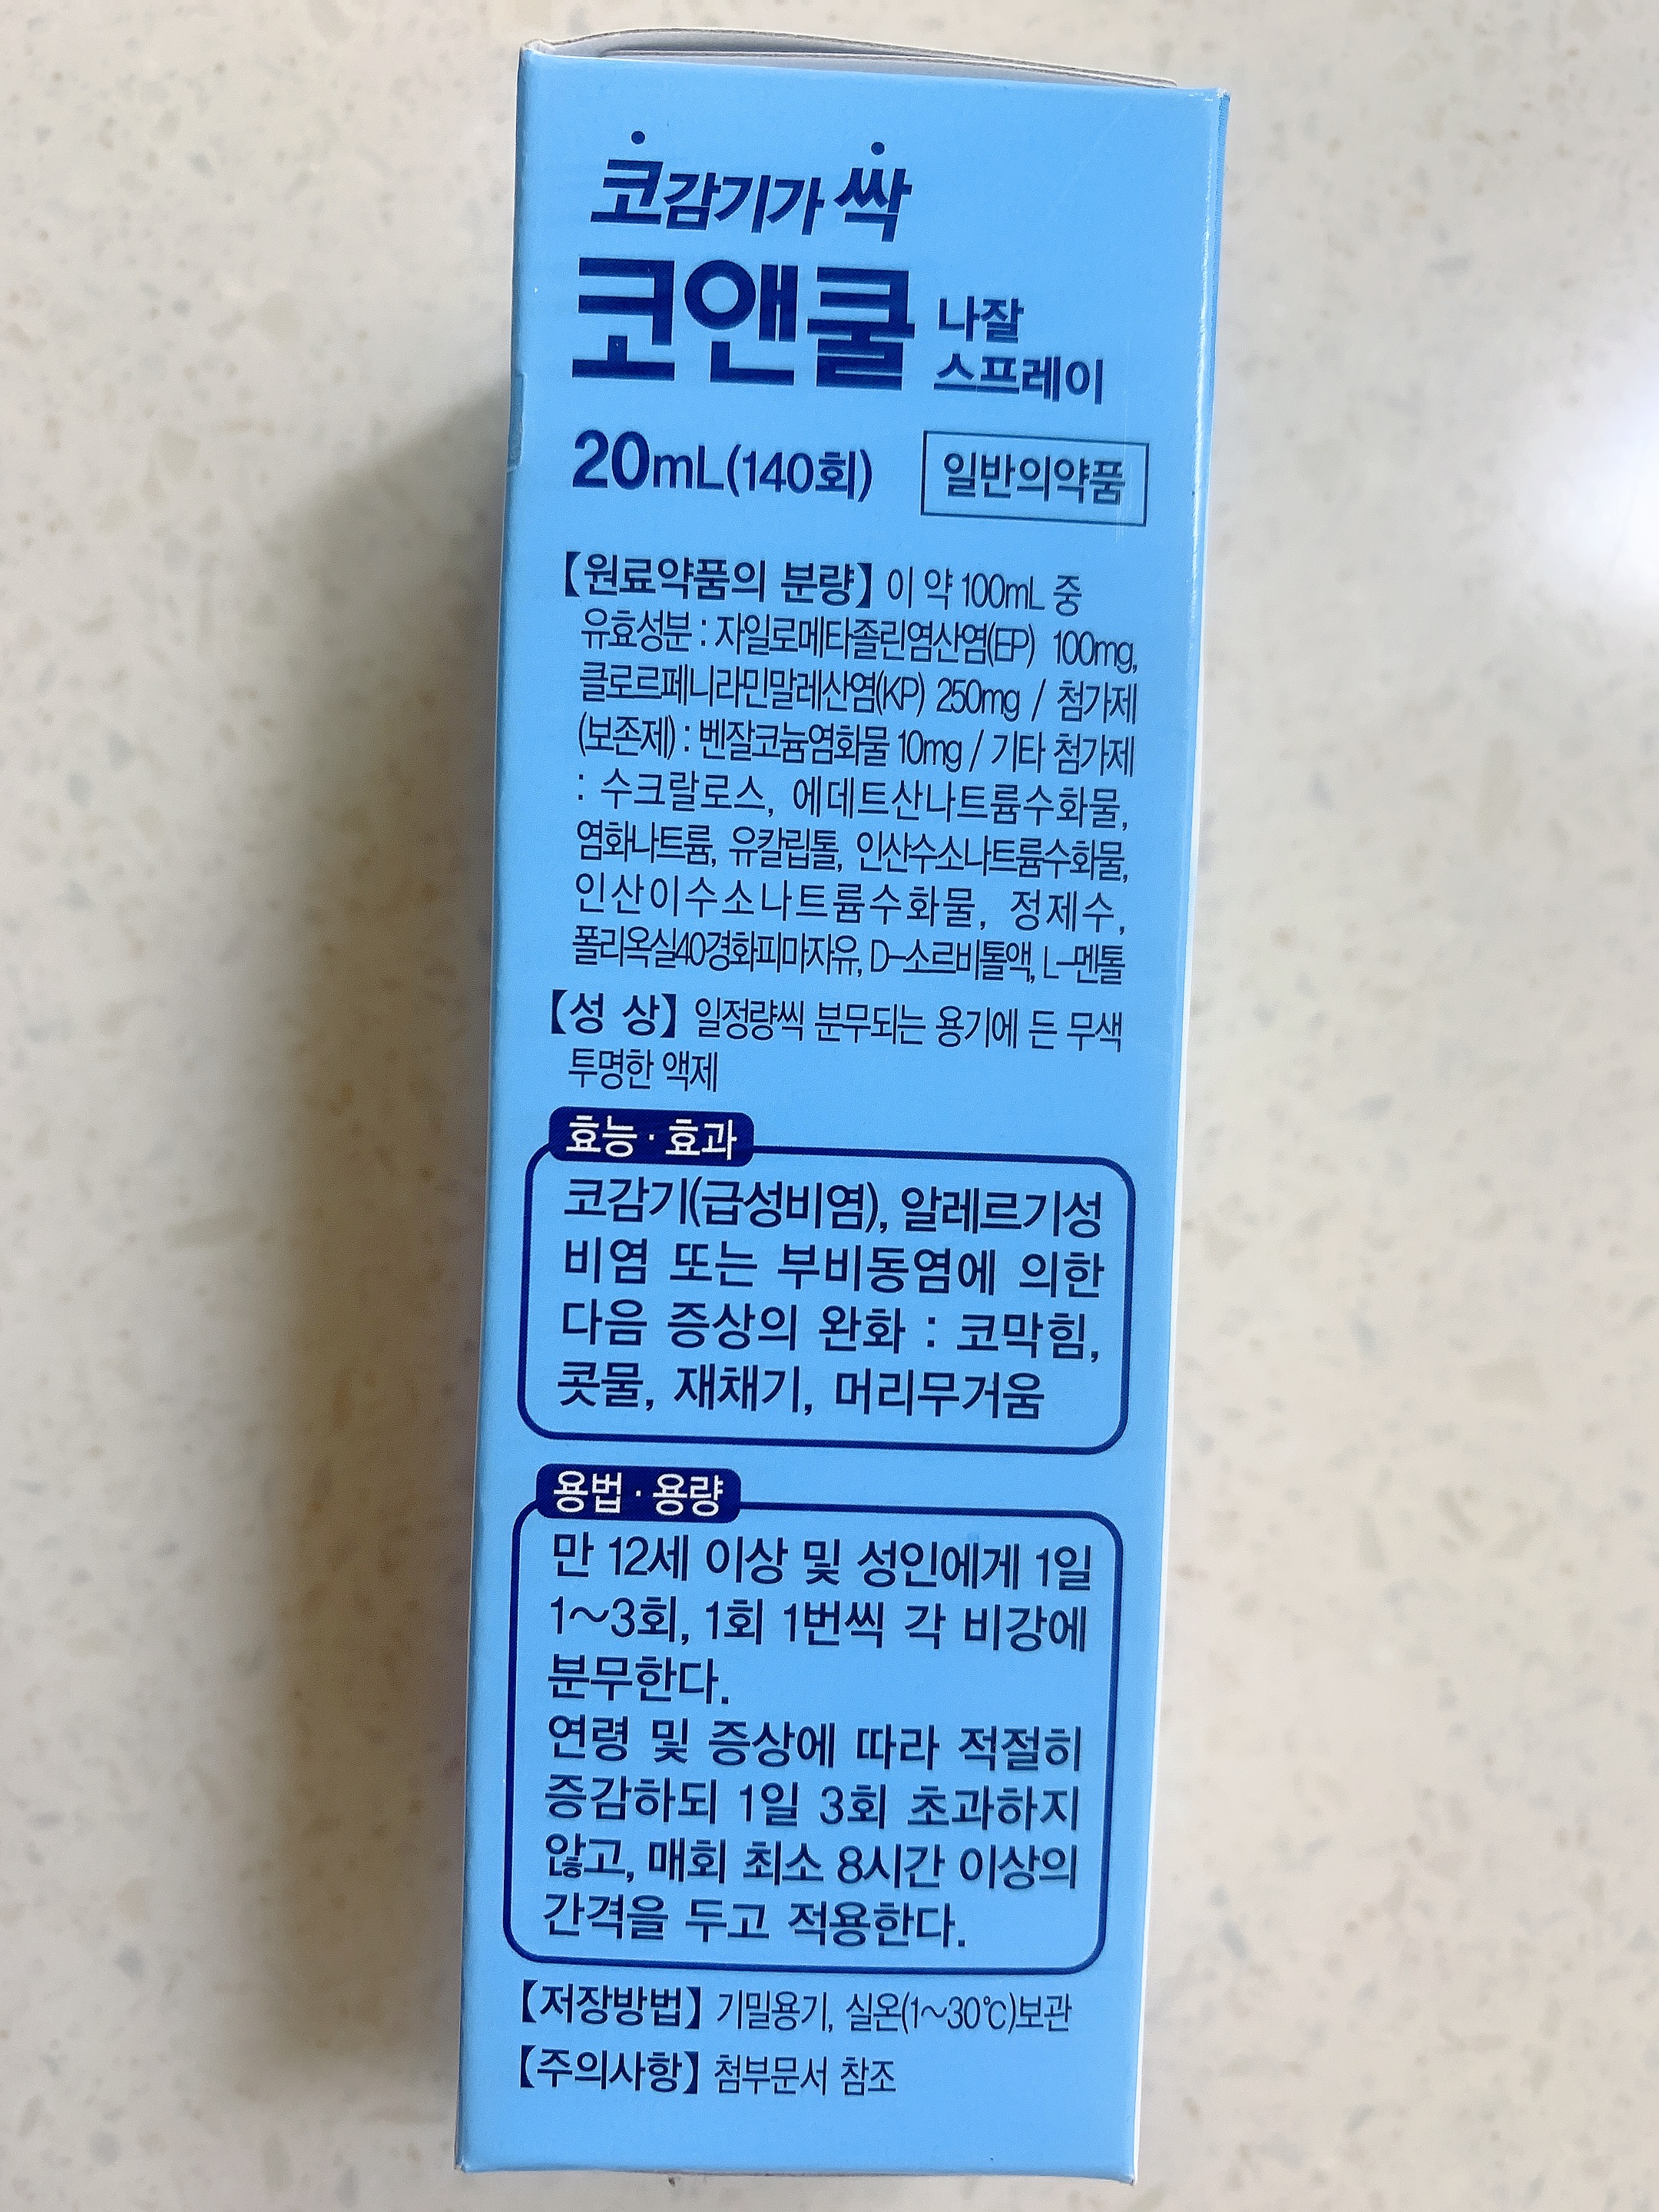 코감기가 싹
코앤쿨 나잘
스프레이
20mL(140회) 일반의약품
【원료약품의 분량】 이 약 100mL 중
유효성분 : 자일로메타졸린염산염(EP) 100mg,
클로르페니라민말레산염(KP) 250mg / 첨가제
(보존제) : 벤잘코늄염화물 10mg / 기타 첨가제
: 수크랄로스, 에데트산나트륨수화물,
염화나트륨, 유칼립톨, 인산수소나트륨수화물,
인산이수소나트륨수화물, 정제수,
폴리옥실40경화피마자유, D-소르비톨액, L-멘톨
【성 상】 일정량씩 분무되는 용기에 든 무색
투명한 액제
효능 · 효과
코감기(급성비염), 알레르기성
비염 또는 부비동염에 의한
다음 증상의 완화 : 코막힘,
콧물, 재채기, 머리무거움
용법 · 용량
만 12세 이상 및 성인에게 1일
1~3회, 1회 1번씩 각 비강에
분무한다.
연령 및 증상에 따라 적절히
증감하되 1일 3회 초과하지
않고, 매회 최소 8시간 이상의
간격을 두고 적용한다.
【저장방법】 기밀용기, 실온(1~30℃)보관
【주의사항】 첨부문서 참조